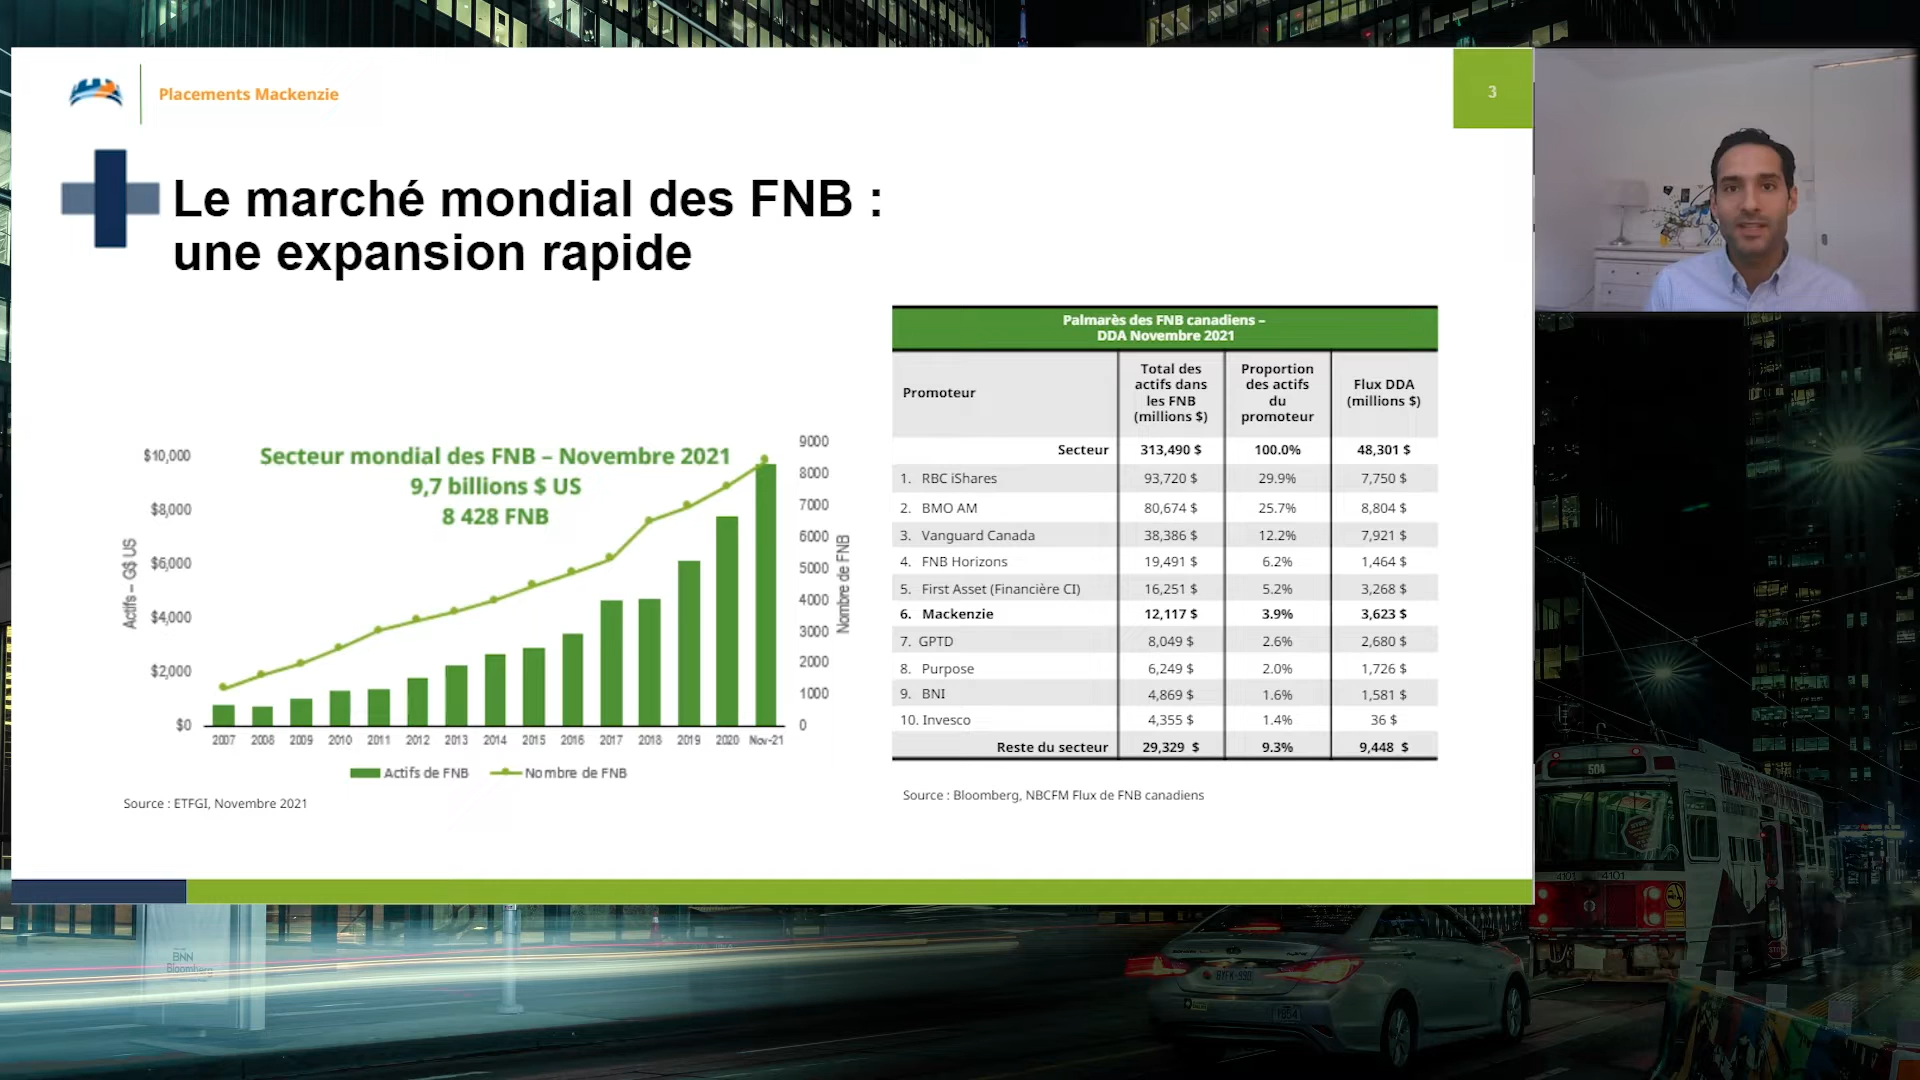 Placements Mackenzie
3
Le marché mondial des FNB :
une expansion rapide
Secteur mondial des FNB – Novembre 2021
9,7 billions $ US
8 428 FNB
Actifs – G$ US
$10,000
$8,000
$6,000
$4,000
$2,000
$0
9000
8000
7000
6000
5000
4000
3000
2000
1000
0
Nombre de FNB
2007 2008 2009 2010 2011 2012 2013 2014 2015 2016 2017 2018 2019 2020 Nov-21
Actifs de FNB Nombre de FNB
Source : ETFGI, Novembre 2021
Palmarès des FNB canadiens –
DDA Novembre 2021
Promoteur
Total des
actifs dans
les FNB
(millions $)
Proportion
des actifs
du
promoteur
Flux DDA
(millions $)
Secteur 313,490 $ 100.0% 48,301 $
1. RBC iShares 93,720 $ 29.9% 7,750 $
2. BMO AM 80,674 $ 25.7% 8,804 $
3. Vanguard Canada 38,386 $ 12.2% 7,921 $
4. FNB Horizons 19,491 $ 6.2% 1,464 $
5. First Asset (Financière CI) 16,251 $ 5.2% 3,268 $
6. Mackenzie 12,117 $ 3.9% 3,623 $
7. GPTD 8,049 $ 2.6% 2,680 $
8. Purpose 6,249 $ 2.0% 1,726 $
9. BNI 4,869 $ 1.6% 1,581 $
10. Invesco 4,355 $ 1.4% 36 $
Reste du secteur 29,329 $ 9.3% 9,448 $
Source : Bloomberg, NBCFM Flux de FNB canadiens
504
4101 4101
STOP
BNN
Bloomberg